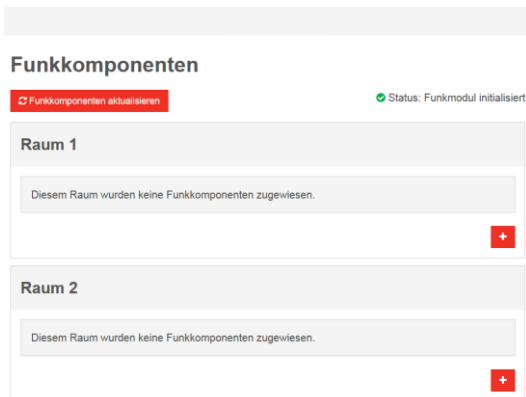 Funkkomponenten
Funkkomponenten aktualisieren
Status: Funkmodul initialisiert
Raum 1
Diesem Raum wurden keine Funkkomponenten zugewiesen.
+
Raum 2
Diesem Raum wurden keine Funkkomponenten zugewiesen.
+